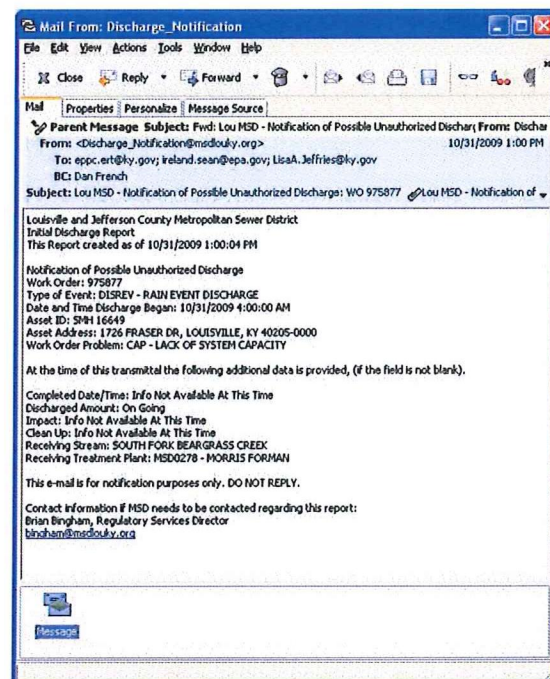 Mail From: Discharge_Notification
File Edit View Actions Tools Window Help
Close Reply Forward
Mail Properties Personalize Message Source
Parent Message Subject: Fwd: Lou MSD - Notification of Possible Unauthorized Dischar From: Dischar
From: <Discharge_Notification@msdlouky.org> 10/31/2009 1:00 PM
To: eppc.ert@ky.gov; ireland.sean@epa.gov; LisaA.Jeffries@ky.gov
BC: Dan French
Subject: Lou MSD - Notification of Possible Unauthorized Discharge: WO 975877 Lou MSD - Notification of
Louisville and Jefferson County Metropolitan Sewer District
Initial Discharge Report
This Report created as of 10/31/2009 1:00:04 PM
Notification of Possible Unauthorized Discharge
Work Order: 975877
Type of Event: DISREV - RAIN EVENT DISCHARGE
Date and Time Discharge Began: 10/31/2009 4:00:00 AM
Asset ID: SMH 16649
Asset Address: 1726 FRASER DR, LOUISVILLE, KY 40205-0000
Work Order Problem: CAP - LACK OF SYSTEM CAPACITY
At the time of this transmittal the following additional data is provided, (if the field is not blank).
Completed Date/Time: Info Not Available At This Time
Discharged Amount: On Going
Impact: Info Not Available At This Time
Clean Up: Info Not Available At This Time
Receiving Stream: SOUTH FORK BEARGRASS CREEK
Receiving Treatment Plant: MSD0278 - MORRIS FORMAN
This e-mail is for notification purposes only. DO NOT REPLY.
Contact information if MSD needs to be contacted regarding this report:
Brian Bingham, Regulatory Services Director
bingham@msdlouky.org
Message